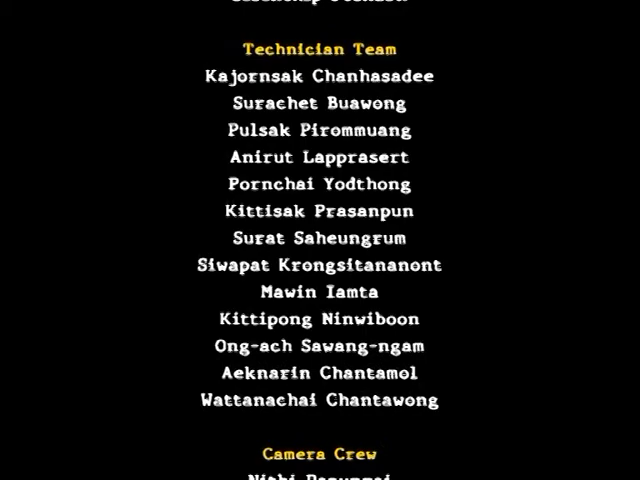 Technician Team
Kajornsak Chanhasadee
Surachet Buawong
Pulsak Pirommuang
Anirut Lapprasert
Pornchai Yodthong
Kittisak Prasanpun
Surat Saheungrum
Siwapat Krongsitananont
Mawin Iamta
Kittipong Ninwiboon
Ong-ach Sawang-ngam
Aeknarin Chantamol
Wattanachai Chantawong
Camera Crew
Nithi